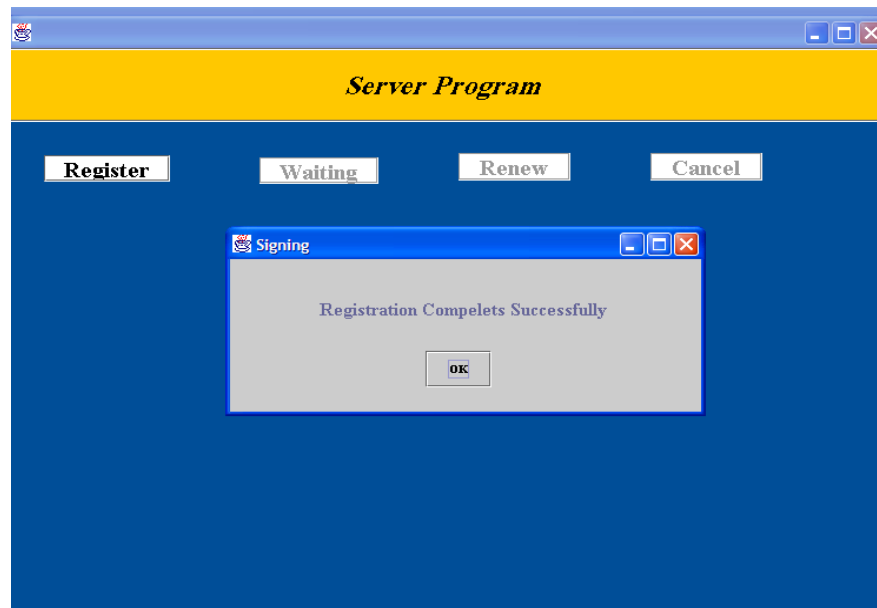 Server Program
Register Waiting Renew Cancel
Signing
Registration Compelets Successfully
OK